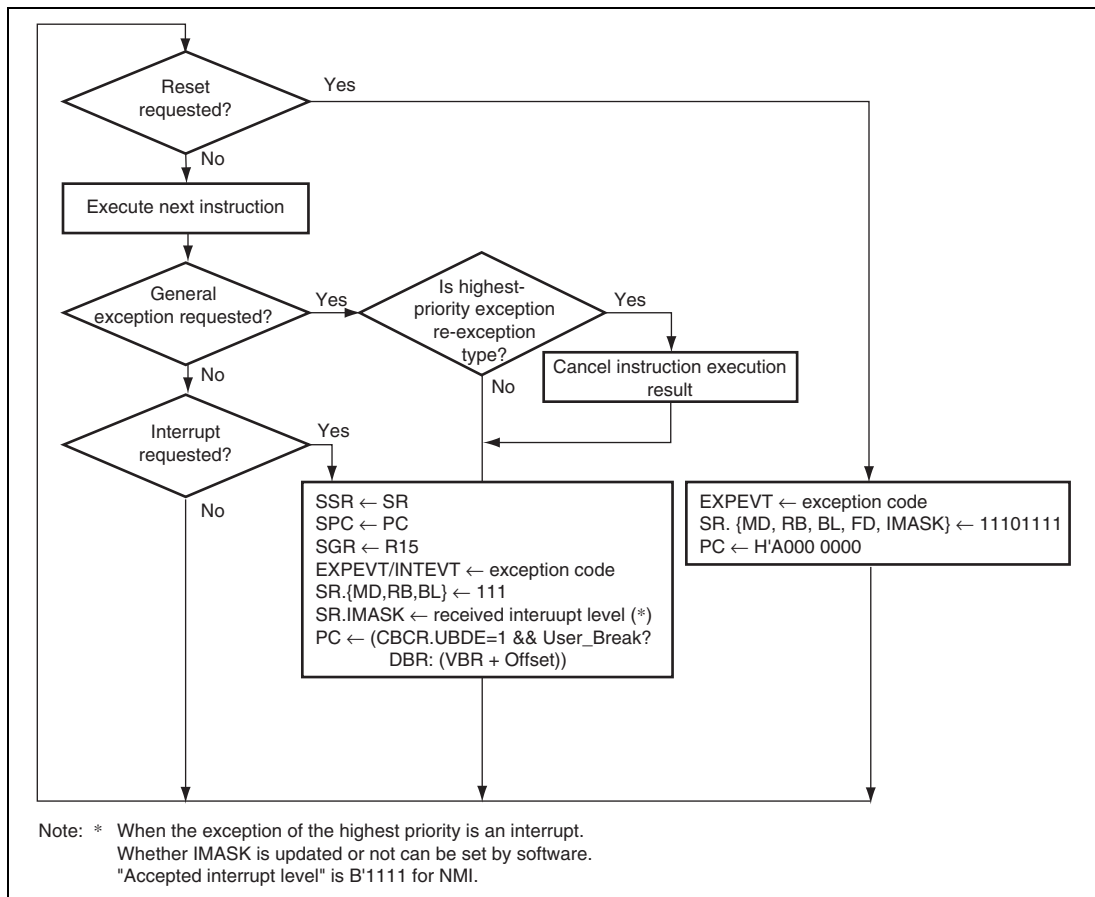 Reset
requested?
Yes
No
Execute next instruction
General
exception requested?
Yes
No
Is highest-
priority exception
re-exception
type?
Yes
No
Cancel instruction execution
result
Interrupt
requested?
Yes
No
SSR ← SR
SPC ← PC
SGR ← R15
EXPEVT/INTEVT ← exception code
SR.{MD,RB,BL} ← 111
SR.IMASK ← received interuupt level (*)
PC ← (CBCR.UBDE=1 && User_Break?
DBR: (VBR + Offset))
EXPEVT ← exception code
SR. {MD, RB, BL, FD, IMASK} ← 11101111
PC ← H'A000 0000
Note: * When the exception of the highest priority is an interrupt.
Whether IMASK is updated or not can be set by software.
"Accepted interrupt level" is B'1111 for NMI.